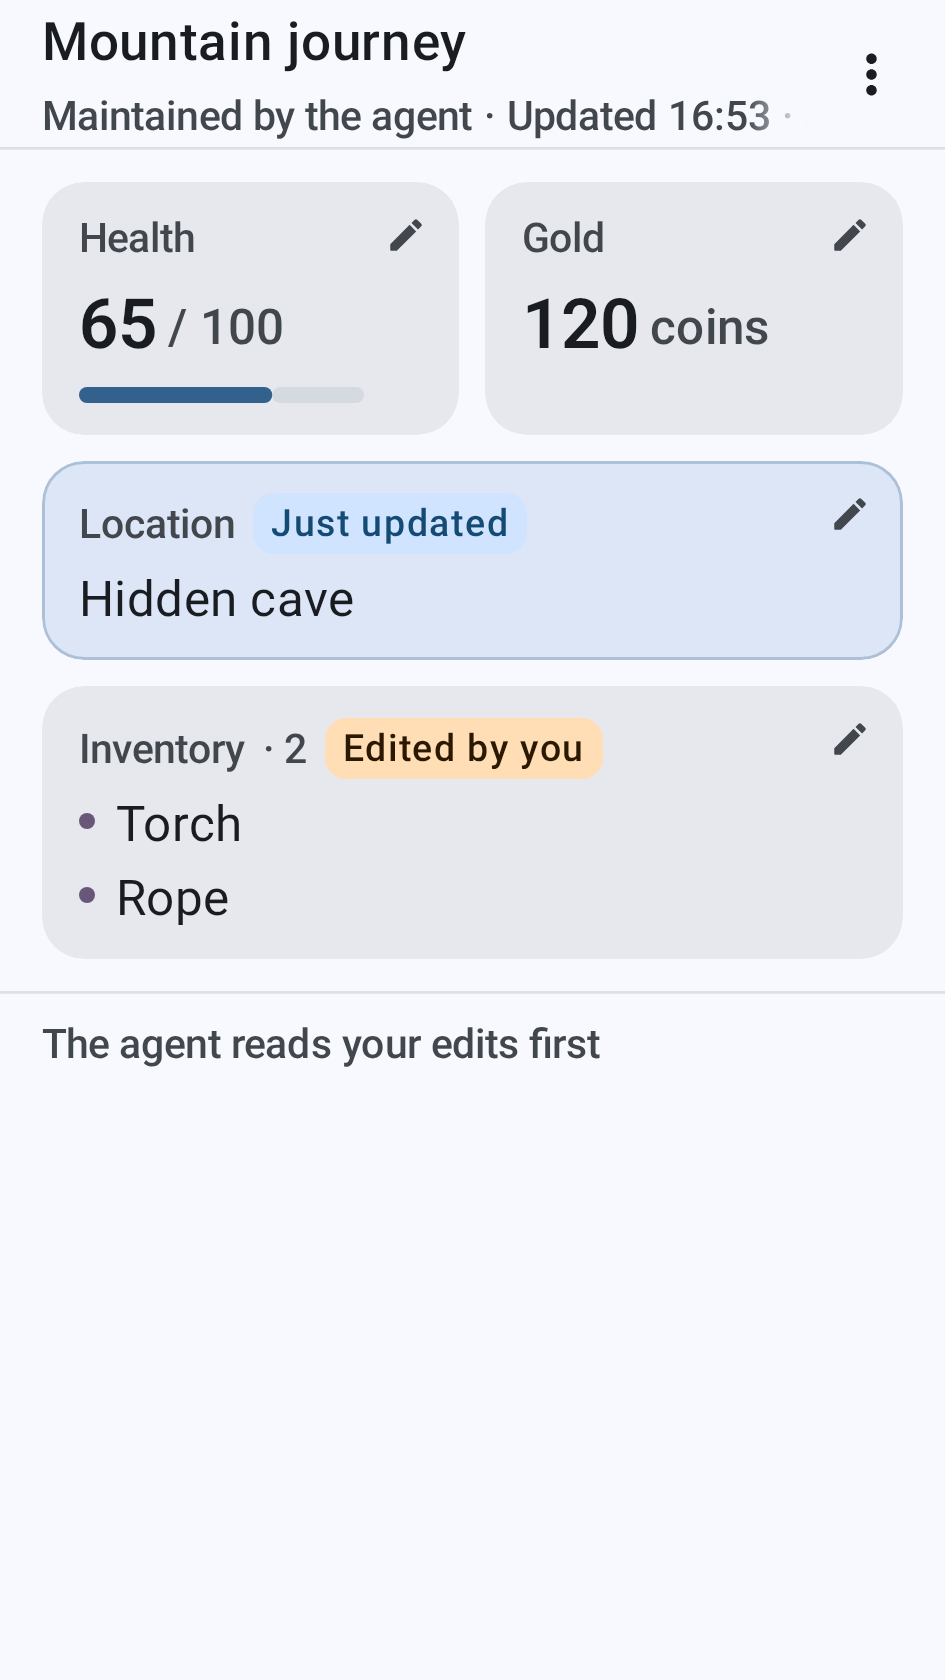 Mountain journey
Maintained by the agent · Updated 16:53 ·
Health
65 / 100
Gold
120 coins
Location Just updated
Hidden cave
Inventory · 2 Edited by you
• Torch
• Rope
The agent reads your edits first